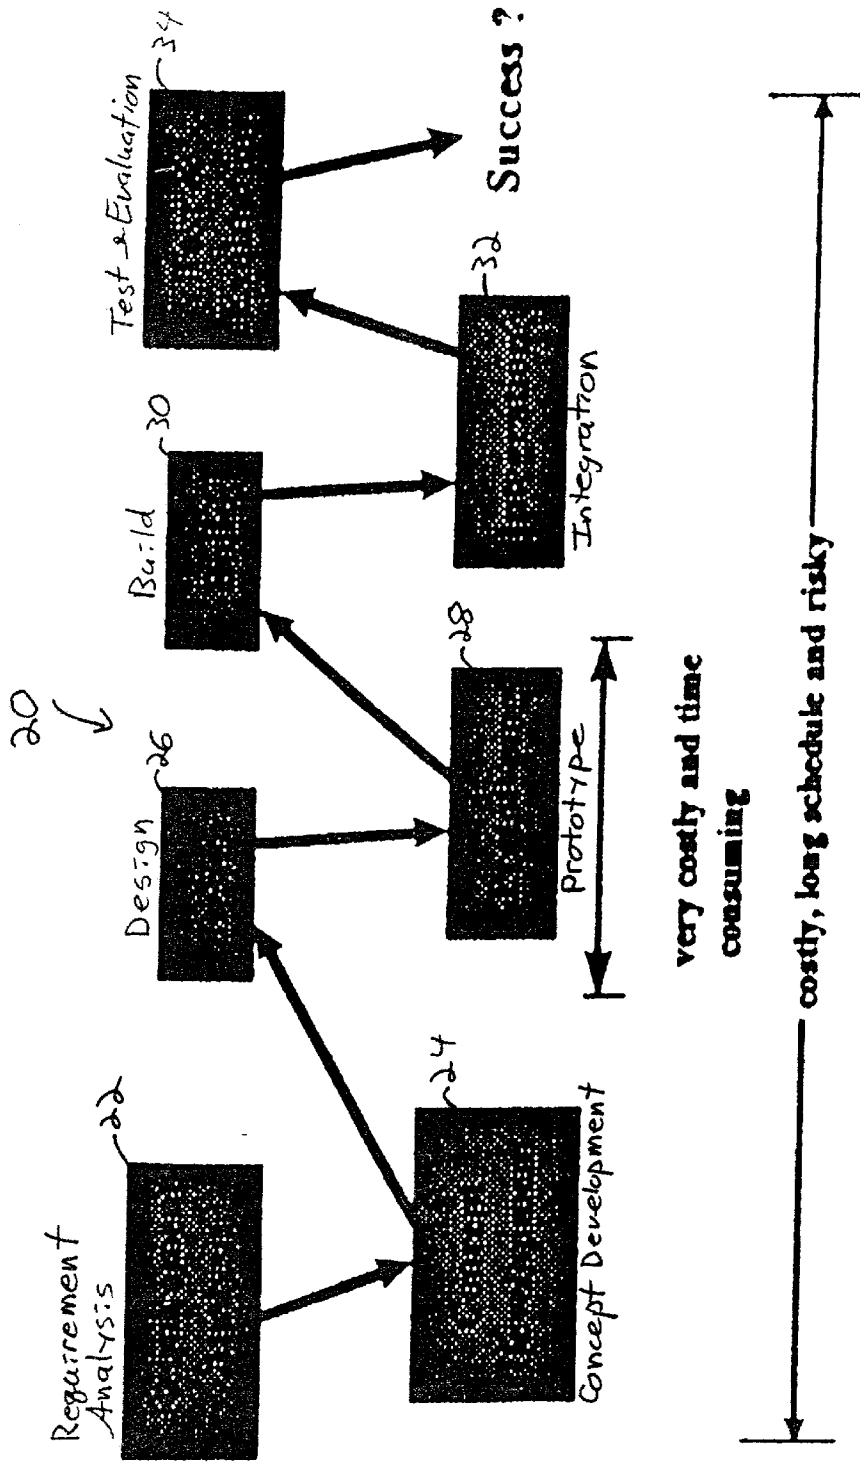 20
Requirement
Analysis
22
Concept Development
24
Design
26
Prototype
28
Build
30
Integration
32
Test & Evaluation
34
Success ?
very costly and time
consuming
costly, long schedule and risky